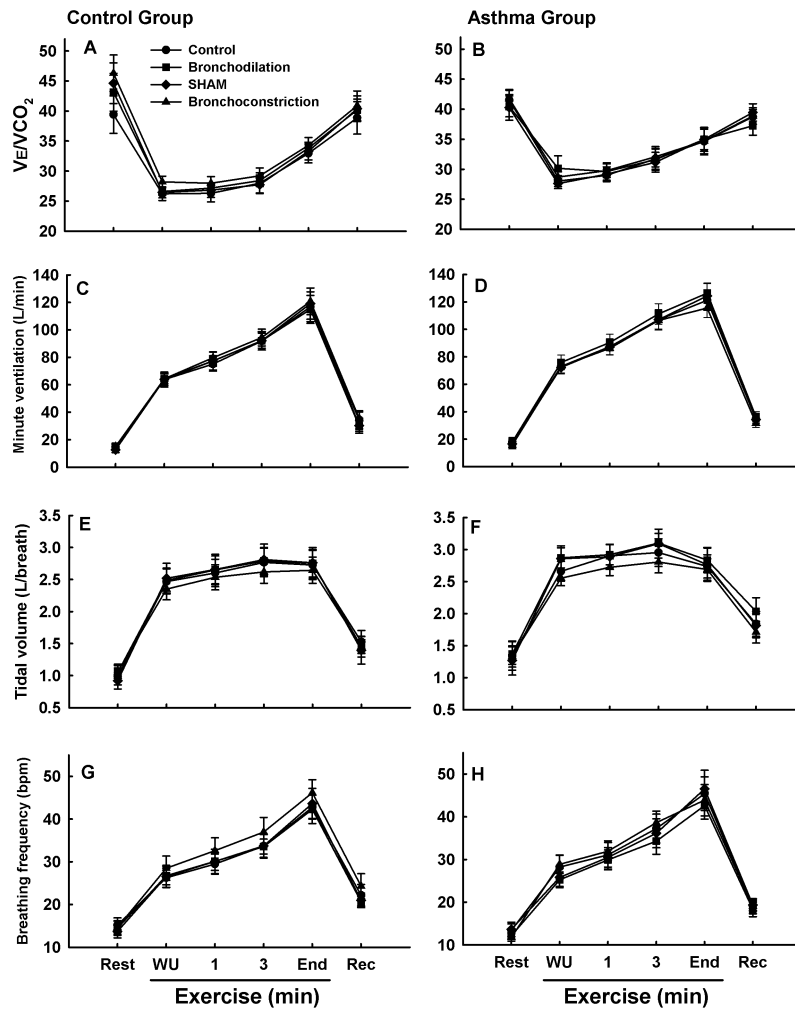 Control Group
Asthma Group
A
Control
Bronchodilation
SHAM
Bronchoconstriction
VE/VCO2
50
45
40
35
30
25
20
B
50
45
40
35
30
25
20
C
Minute ventilation (L/min)
140
120
100
80
60
40
20
0
D
140
120
100
80
60
40
20
0
E
Tidal volume (L/breath)
3.5
3.0
2.5
2.0
1.5
1.0
0.5
F
3.5
3.0
2.5
2.0
1.5
1.0
0.5
G
Breathing frequency (bpm)
50
40
30
20
10
H
50
40
30
20
10
Rest WU 1 3 End Rec
Exercise (min)
Rest WU 1 3 End Rec
Exercise (min)